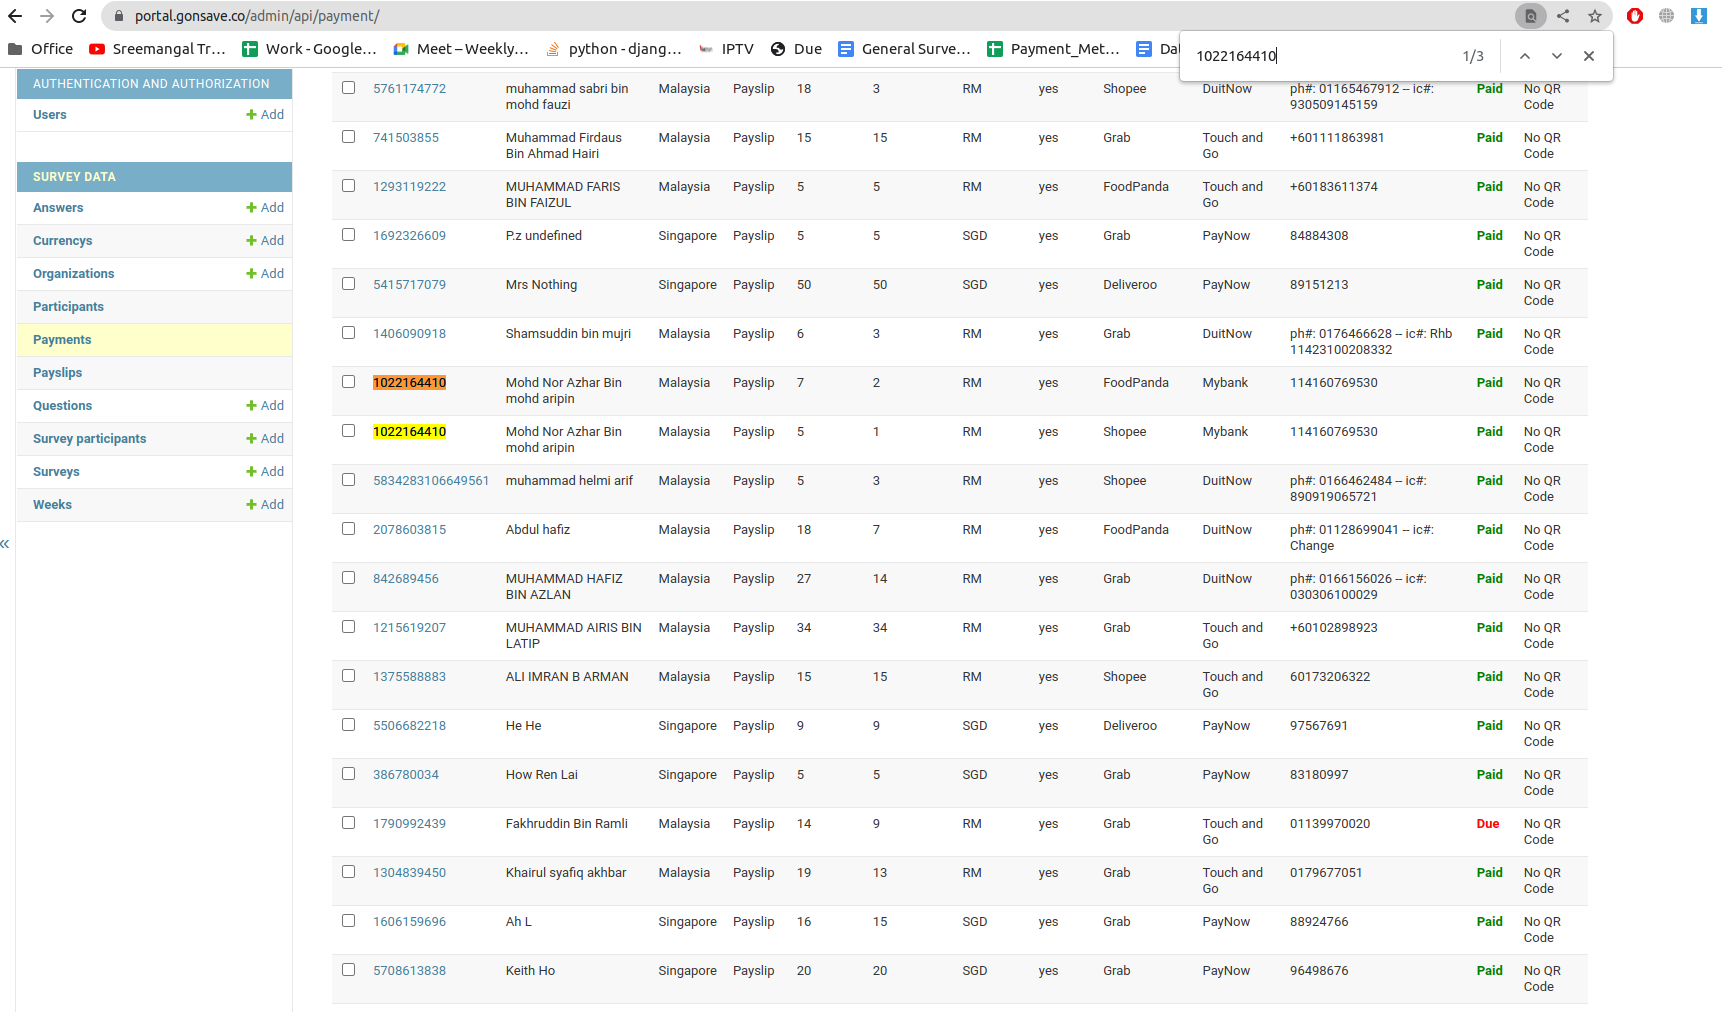 portal.gonsave.co/admin/api/payment/
Office Sreemangal Tr... Work - Google... Meet – Weekly... python - djang... IPTV Due General Surve... Payment_Met... Dat
1022164410 1/3
AUTHENTICATION AND AUTHORIZATION
Users Add
SURVEY DATA
Answers Add
Currencys Add
Organizations Add
Participants
Payments
Payslips
Questions Add
Survey participants Add
Surveys Add
Weeks Add
«
5761174772 muhammad sabri bin Malaysia Payslip 18 3 RM yes Shopee DuitNow ph#: 01165467912 -- ic#: Paid No QR
mohd fauzi 930509145159 Code
741503855 Muhammad Firdaus Malaysia Payslip 15 15 RM yes Grab Touch and +601111863981 Paid No QR
Bin Ahmad Hairi Go Code
1293119222 MUHAMMAD FARIS Malaysia Payslip 5 5 RM yes FoodPanda Touch and +60183611374 Paid No QR
BIN FAIZUL Go Code
1692326609 P.z undefined Singapore Payslip 5 5 SGD yes Grab PayNow 84884308 Paid No QR
Code
5415717079 Mrs Nothing Singapore Payslip 50 50 SGD yes Deliveroo PayNow 89151213 Paid No QR
Code
1406090918 Shamsuddin bin mujri Malaysia Payslip 6 3 RM yes Grab DuitNow ph#: 0176466628 -- ic#: Rhb Paid No QR
11423100208332 Code
1022164410 Mohd Nor Azhar Bin Malaysia Payslip 7 2 RM yes FoodPanda Mybank 114160769530 Paid No QR
mohd aripin Code
1022164410 Mohd Nor Azhar Bin Malaysia Payslip 5 1 RM yes Shopee Mybank 114160769530 Paid No QR
mohd aripin Code
5834283106649561 muhammad helmi arif Malaysia Payslip 5 3 RM yes Shopee DuitNow ph#: 0166462484 -- ic#: Paid No QR
890919065721 Code
2078603815 Abdul hafiz Malaysia Payslip 18 7 RM yes FoodPanda DuitNow ph#: 01128699041 -- ic#: Paid No QR
Change Code
842689456 MUHAMMAD HAFIZ Malaysia Payslip 27 14 RM yes Grab DuitNow ph#: 0166156026 -- ic#: Paid No QR
BIN AZLAN 030306100029 Code
1215619207 MUHAMMAD AIRIS BIN Malaysia Payslip 34 34 RM yes Grab Touch and +60102898923 Paid No QR
LATIP Go Code
1375588883 ALI IMRAN B ARMAN Malaysia Payslip 15 15 RM yes Shopee Touch and 60173206322 Paid No QR
Go Code
5506682218 He He Singapore Payslip 9 9 SGD yes Deliveroo PayNow 97567691 Paid No QR
Code
386780034 How Ren Lai Singapore Payslip 5 5 SGD yes Grab PayNow 83180997 Paid No QR
Code
1790992439 Fakhruddin Bin Ramli Malaysia Payslip 14 9 RM yes Grab Touch and 01139970020 Due No QR
Go Code
1304839450 Khairul syafiq akhbar Malaysia Payslip 19 13 RM yes Grab Touch and 0179677051 Paid No QR
Go Code
1606159696 Ah L Singapore Payslip 16 15 SGD yes Grab PayNow 88924766 Paid No QR
Code
5708613838 Keith Ho Singapore Payslip 20 20 SGD yes Grab PayNow 96498676 Paid No QR
Code